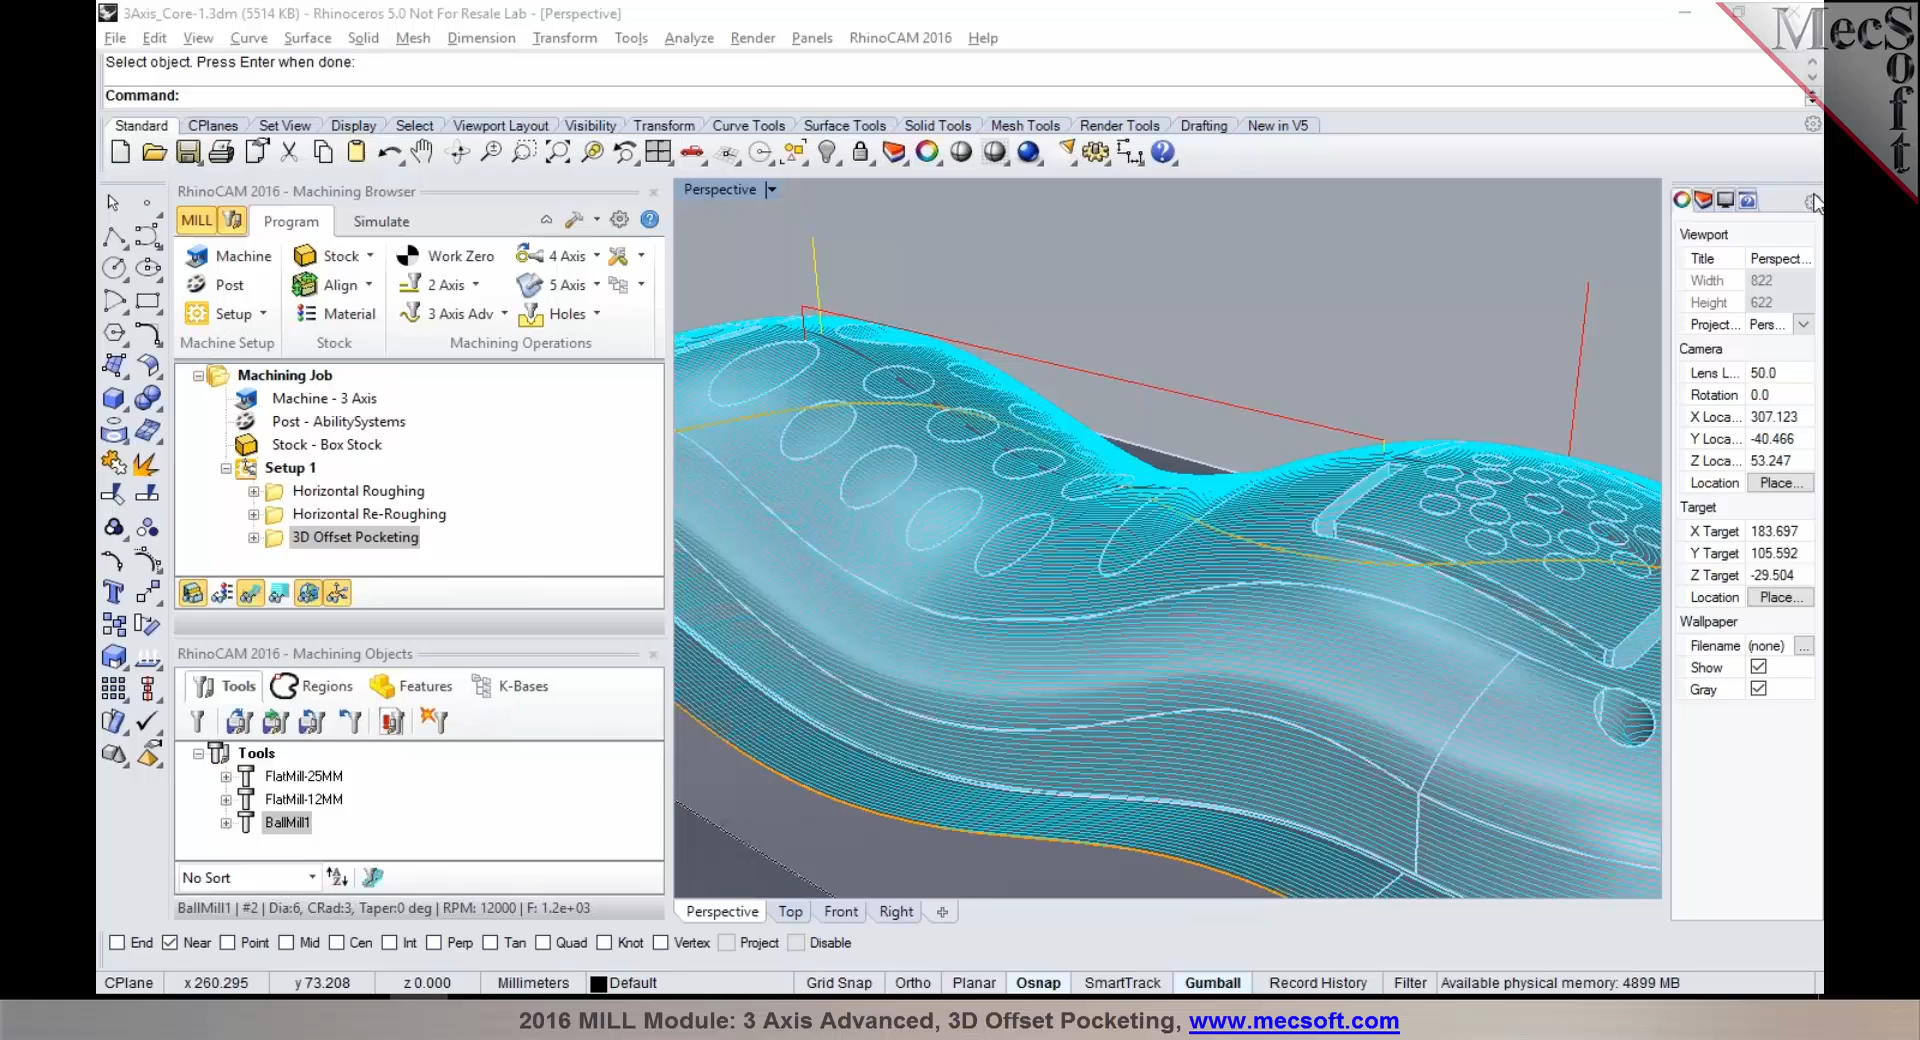 3Axis_Core-1.3dm (5514 KB) - Rhinoceros 5.0 Not For Resale Lab - [Perspective]
MecSoft
File Edit View Curve Surface Solid Mesh Dimension Transform Tools Analyze Render Panels RhinoCAM 2016 Help
Select object. Press Enter when done:
Command:
Standard CPlanes Set View Display Select Viewport Layout Visibility Transform Curve Tools Surface Tools Solid Tools Mesh Tools Render Tools Drafting New in V5
RhinoCAM 2016 - Machining Browser
MILL Program Simulate
Machine Stock Work Zero 4 Axis
Post Align 2 Axis 5 Axis
Setup Material 3 Axis Adv Holes
Machine Setup Stock Machining Operations
Machining Job
Machine - 3 Axis
Post - AbilitySystems
Stock - Box Stock
Setup 1
Horizontal Roughing
Horizontal Re-Roughing
3D Offset Pocketing
RhinoCAM 2016 - Machining Objects
Tools Regions Features K-Bases
Tools
FlatMill-25MM
FlatMill-12MM
BallMill1
No Sort
BallMill1 | #2 | Dia:6, CRad:3, Taper:0 deg | RPM: 12000 | F: 1.2e+03
Perspective
Perspective Top Front Right
Viewport
Title Perspect...
Width 822
Height 622
Project... Pers...
Camera
Lens L... 50.0
Rotation 0.0
X Loca... 307.123
Y Loca... -40.466
Z Loca... 53.247
Location Place...
Target
X Target 183.697
Y Target 105.592
Z Target -29.504
Location Place...
Wallpaper
Filename (none) ...
Show
Gray
End Near Point Mid Cen Int Perp Tan Quad Knot Vertex Project Disable
CPlane x 260.295 y 73.208 z 0.000 Millimeters Default Grid Snap Ortho Planar Osnap SmartTrack Gumball Record History Filter Available physical memory: 4899 MB
2016 MILL Module: 3 Axis Advanced, 3D Offset Pocketing, www.mecsoft.com